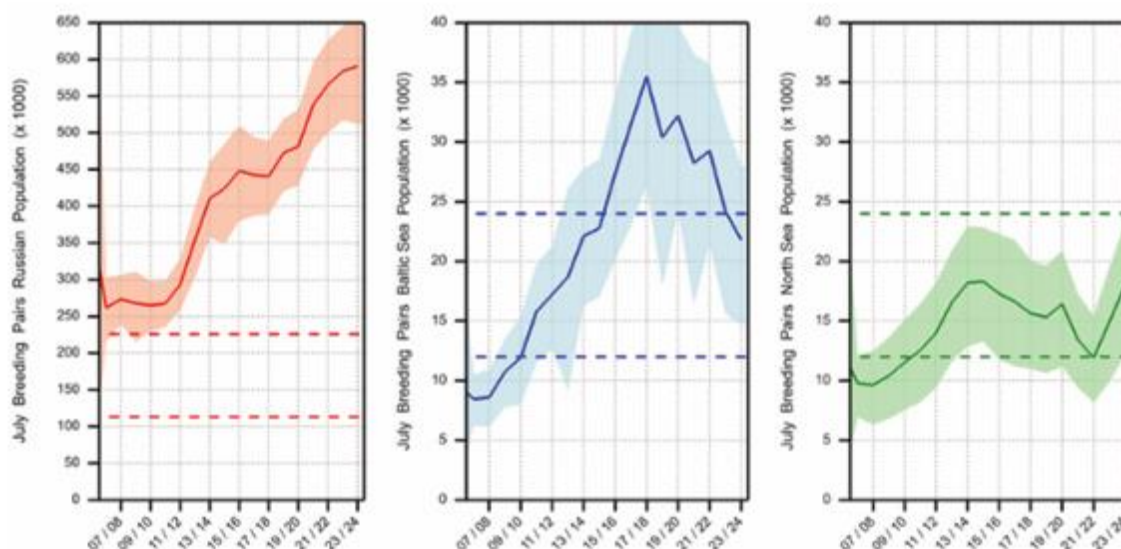 July Breeding Pairs Russian Population (x 1000)
650
600
550
500
450
400
350
300
250
200
150
100
50
0
07 / 08
09 / 10
11 / 12
13 / 14
15 / 16
17 / 18
19 / 20
21 / 22
23 / 24
July Breeding Pairs Baltic Sea Population (x 1000)
40
35
30
25
20
15
10
5
0
07 / 08
09 / 10
11 / 12
13 / 14
15 / 16
17 / 18
19 / 20
21 / 22
23 / 24
July Breeding Pairs North Sea Population (x 1000)
40
35
30
25
20
15
10
5
0
07 / 08
09 / 10
11 / 12
13 / 14
15 / 16
17 / 18
19 / 20
21 / 22
23 / 24